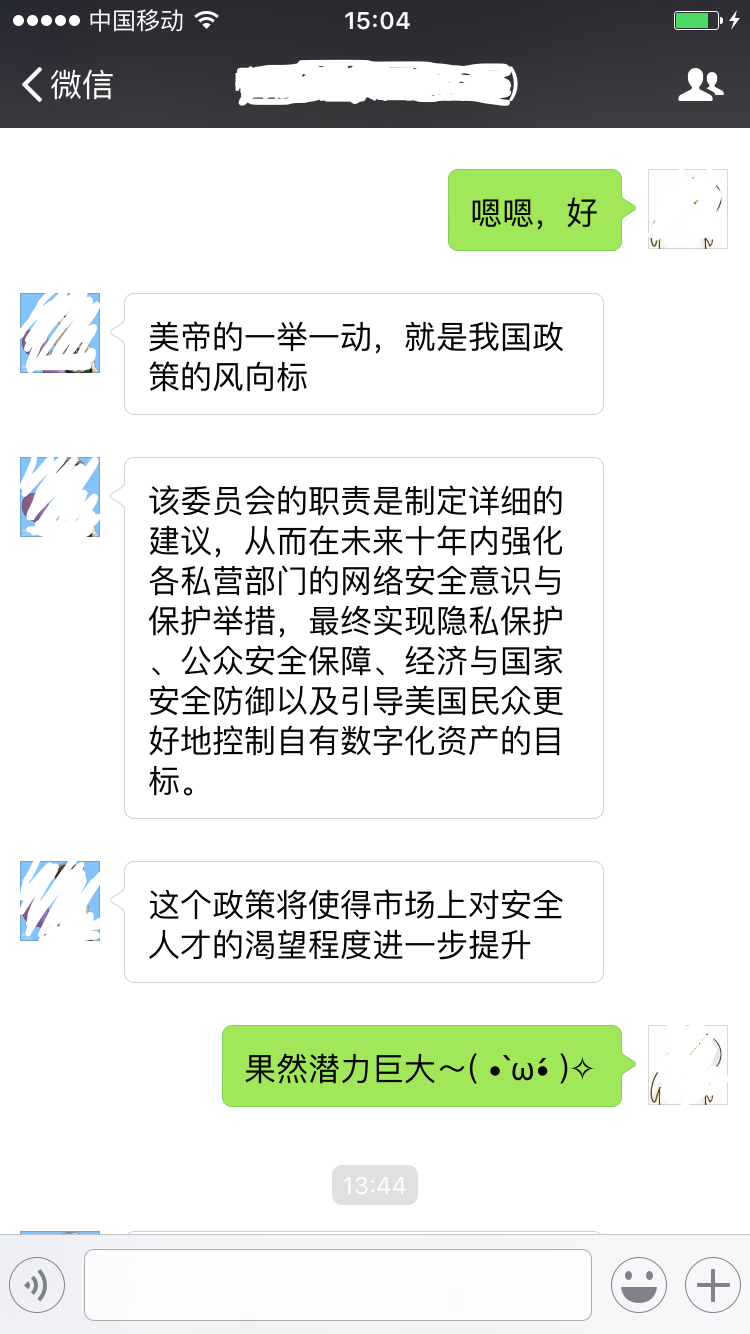 中国移动 15:04
微信
嗯嗯，好
美帝的一举一动，就是我国政
策的风向标
该委员会的职责是制定详细的
建议，从而在未来十年内强化
各私营部门的网络安全意识与
保护举措，最终实现隐私保护
、公众安全保障、经济与国家
安全防御以及引导美国民众更
好地控制自有数字化资产的目
标。
这个政策将使得市场上对安全
人才的渴望程度进一步提升
果然潜力巨大～( •̀ω•́ )✧
13:44